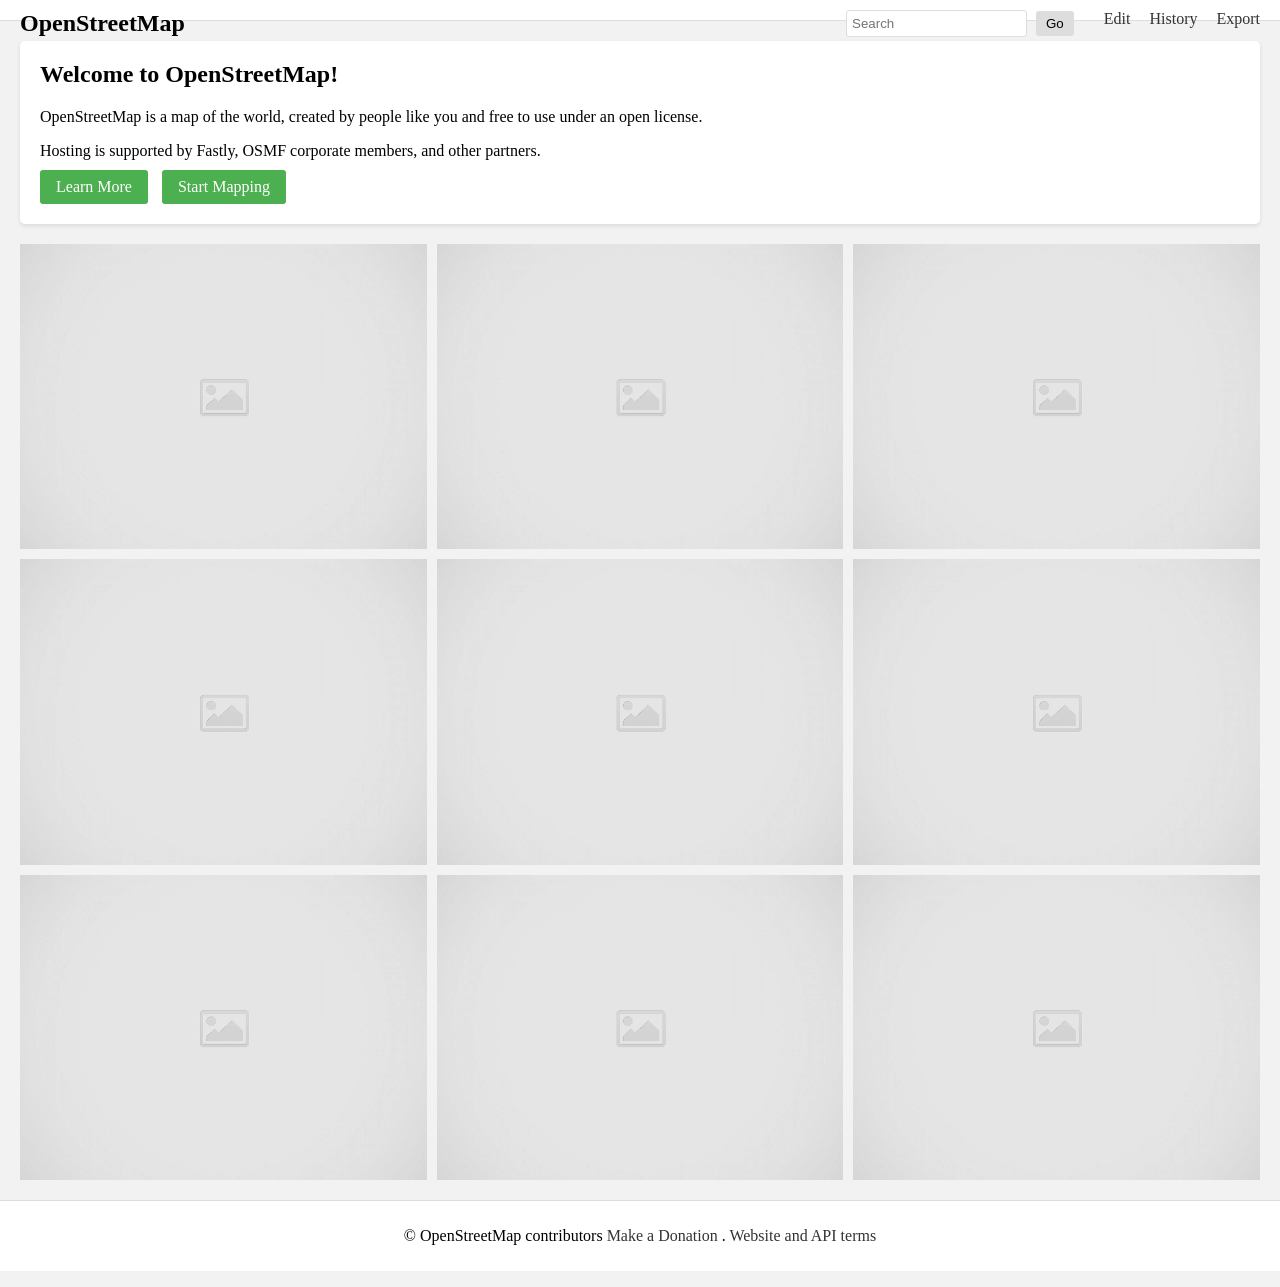 OpenStreetMap
Search Go Edit History Export
Welcome to OpenStreetMap!
OpenStreetMap is a map of the world, created by people like you and free to use under an open license.
Hosting is supported by Fastly, OSMF corporate members, and other partners.
Learn More Start Mapping
© OpenStreetMap contributors Make a Donation . Website and API terms